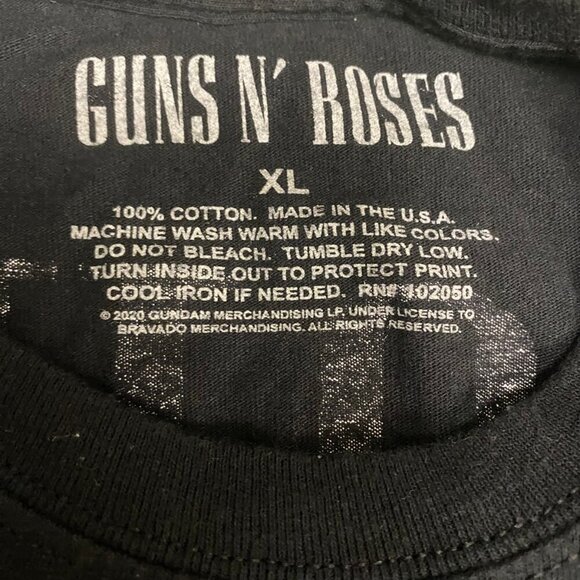 GUNS N' ROSES
XL
100% COTTON. MADE IN THE U.S.A.
MACHINE WASH WARM WITH LIKE COLORS.
DO NOT BLEACH. TUMBLE DRY LOW.
TURN INSIDE OUT TO PROTECT PRINT.
COOL IRON IF NEEDED. RN# 102050
© 2020 GUNDAM MERCHANDISING LP. UNDER LICENSE TO
BRAVADO MERCHANDISING. ALL RIGHTS RESERVED.